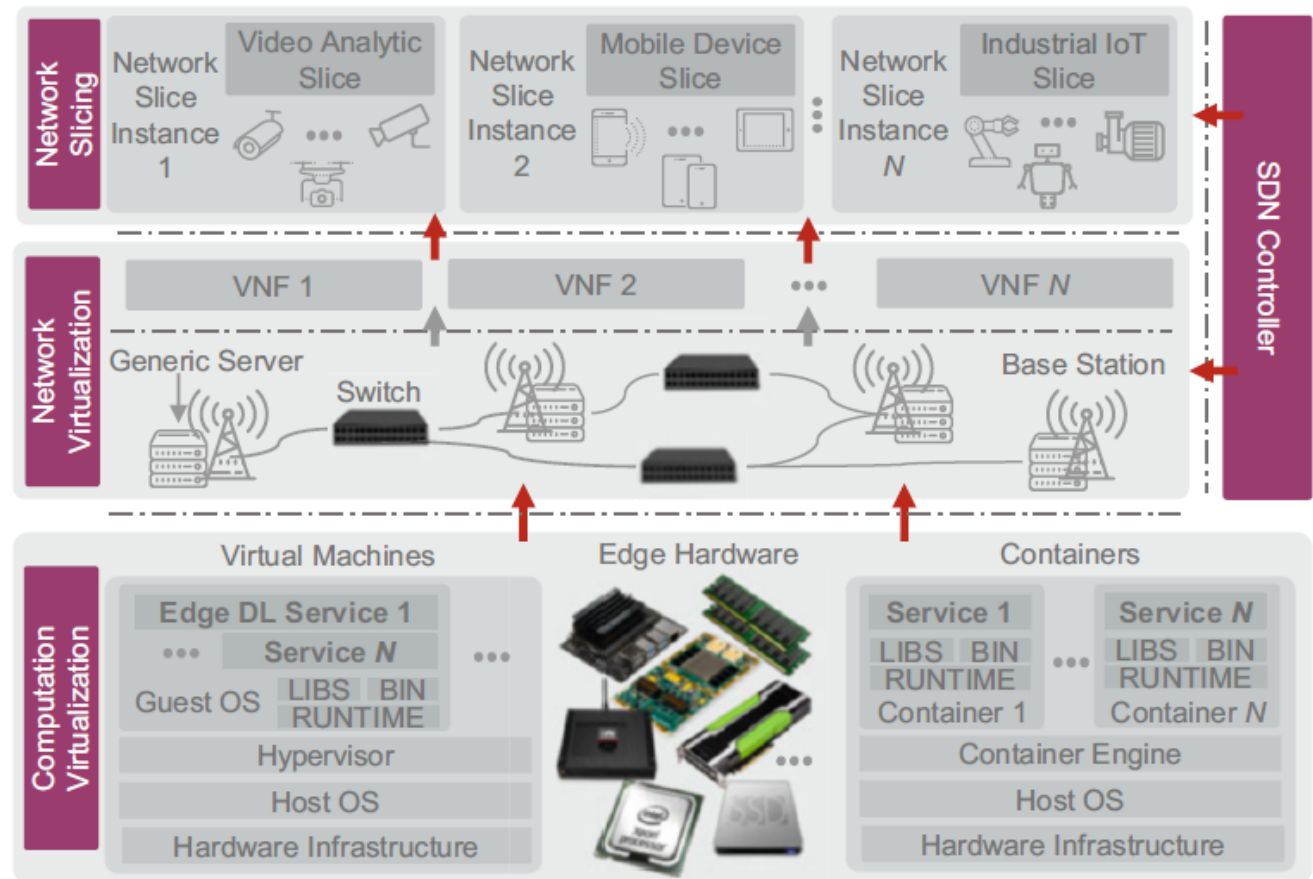 Network
Slicing
Network
Slice
Instance
1
Video Analytic
Slice
Network
Slice
Instance
2
Mobile Device
Slice
Network
Slice
Instance
N
Industrial IoT
Slice
SDN Controller
Network
Virtualization
VNF 1
VNF 2
VNF N
Generic Server
Switch
Base Station
Computation
Virtualization
Virtual Machines
Edge DL Service 1
Service N
Guest OS
LIBS BIN
RUNTIME
Hypervisor
Host OS
Hardware Infrastructure
Edge Hardware
intel
Xeon
processor
SSD
Containers
Service 1
LIBS BIN
RUNTIME
Container 1
Service N
LIBS BIN
RUNTIME
Container N
Container Engine
Host OS
Hardware Infrastructure